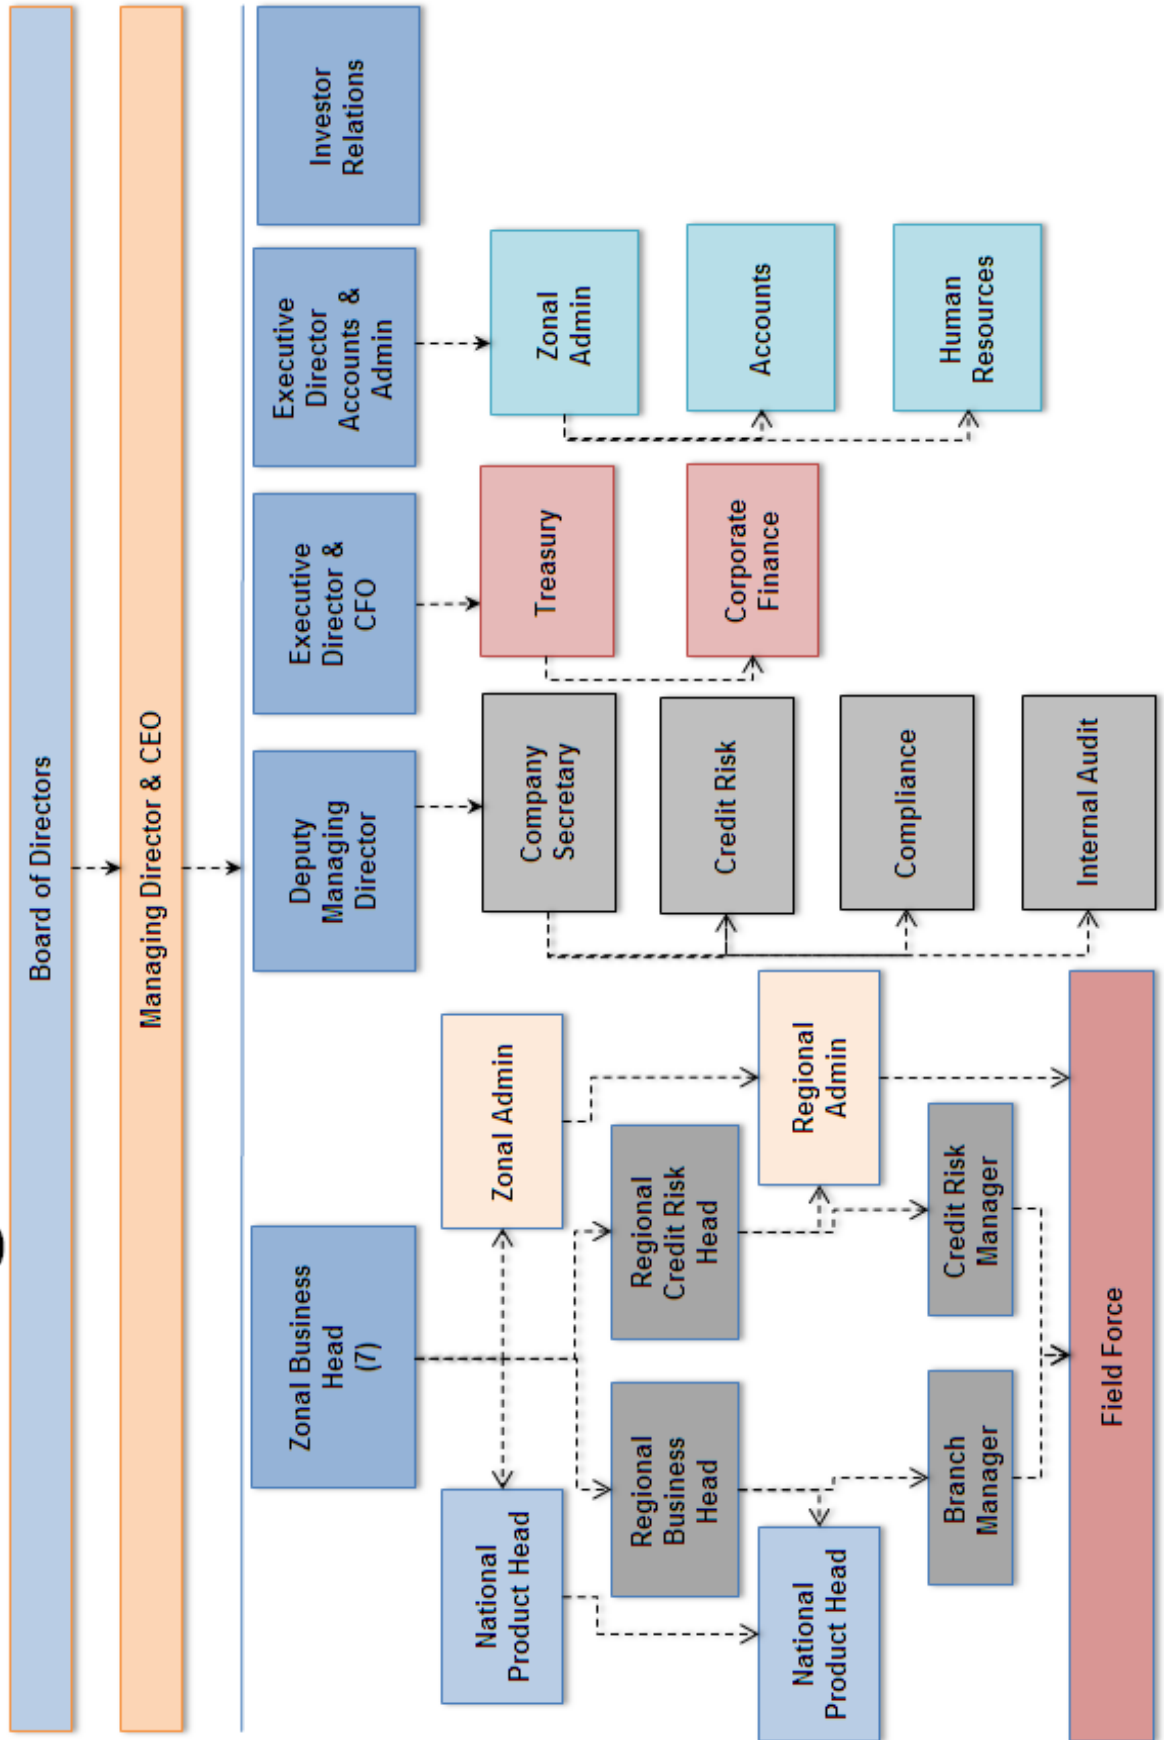 Board of Directors
Managing Director & CEO
Zonal Business
Head
(7)
Deputy
Managing
Director
Executive
Director &
CFO
Executive
Director
Accounts &
Admin
Investor
Relations
National
Product Head
Zonal Admin
Company
Secretary
Treasury
Zonal
Admin
Regional
Business
Head
Regional
Credit Risk
Head
Credit Risk
Corporate
Finance
Accounts
National
Product Head
Regional
Admin
Compliance
Human
Resources
Branch
Manager
Credit Risk
Manager
Internal Audit
Field Force